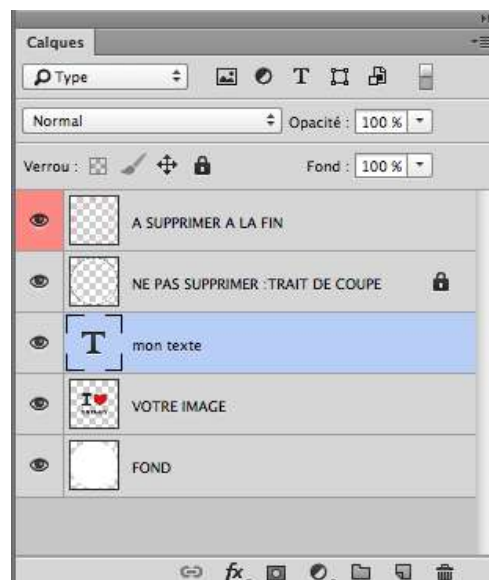 Calques
Type
Normal
Opacité : 100 %
Verrou :
Fond : 100 %
A SUPPRIMER A LA FIN
NE PAS SUPPRIMER :TRAIT DE COUPE
T
mon texte
I
VOTRE IMAGE
FOND
fx